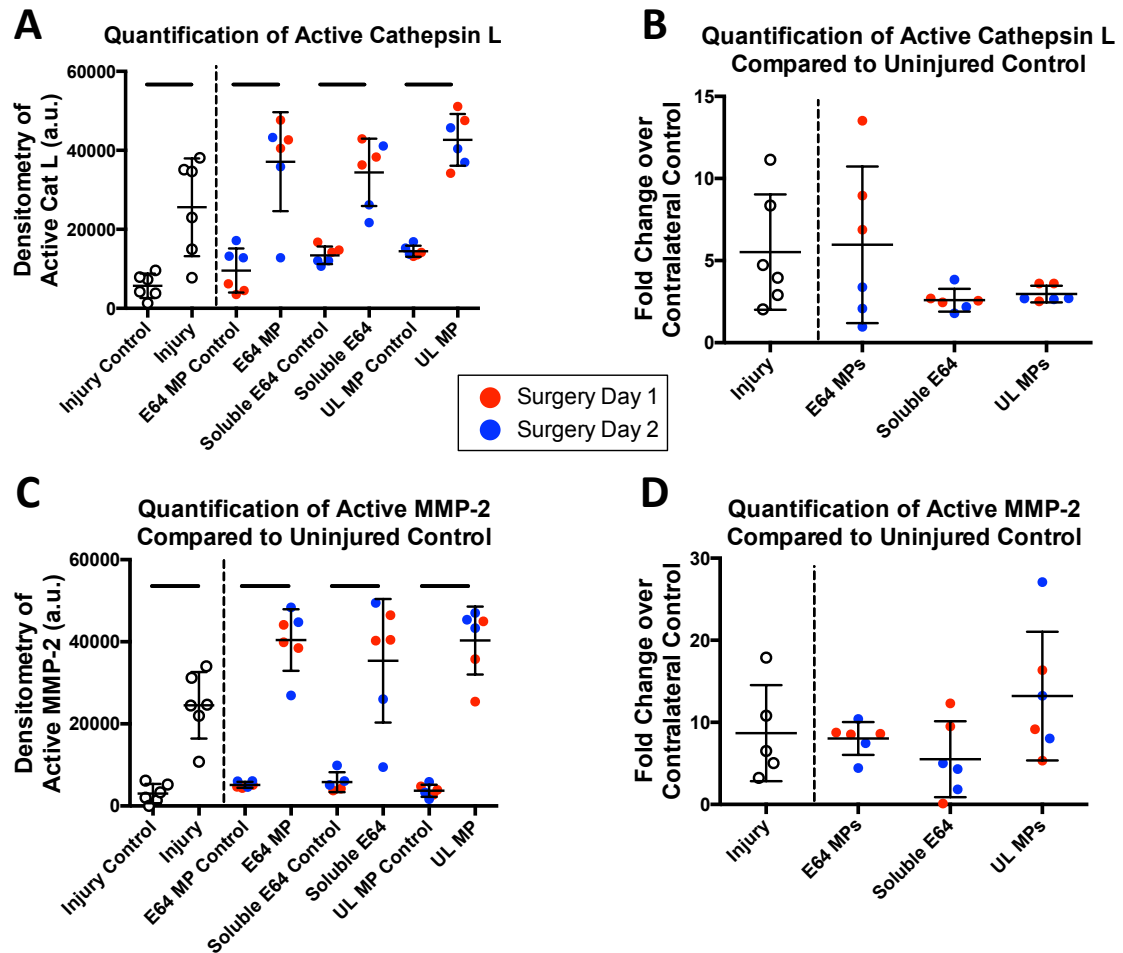 A
Quantification of Active Cathepsin L
Densitometry of
Active Cat L (a.u.)
60000
40000
20000
0
Injury Control
Injury
E64 MP Control
E64 MP
Soluble E64 Control
Soluble E64
UL MP Control
UL MP
B
Quantification of Active Cathepsin L
Compared to Uninjured Control
Fold Change over
Contralateral Control
15
10
5
0
Injury
E64 MPs
Soluble E64
UL MPs
Surgery Day 1
Surgery Day 2
C
Quantification of Active MMP-2
Compared to Uninjured Control
Densitometry of
Active MMP-2 (a.u.)
60000
40000
20000
0
Injury Control
Injury
E64 MP Control
E64 MP
Soluble E64 Control
Soluble E64
UL MP Control
UL MP
D
Quantification of Active MMP-2
Compared to Uninjured Control
Fold Change over
Contralateral Control
30
20
10
0
Injury
E64 MPs
Soluble E64
UL MPs